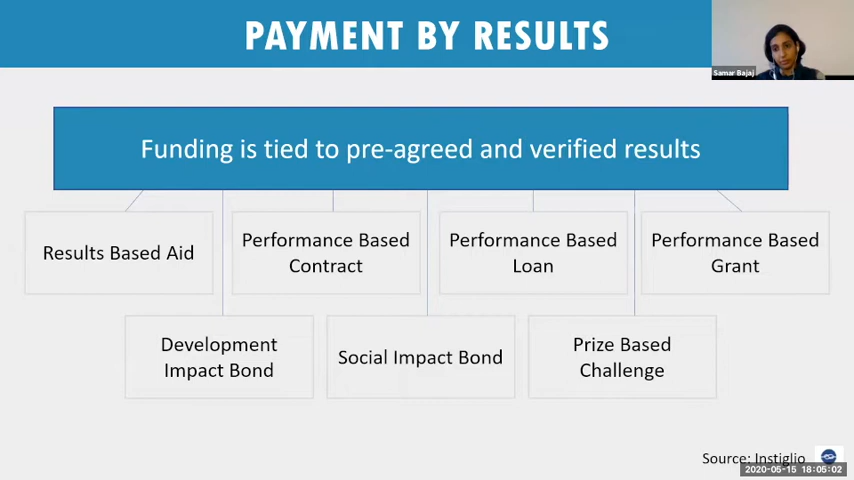 PAYMENT BY RESULTS
Samar Bajaj
Funding is tied to pre-agreed and verified results
Results Based Aid
Performance Based
Contract
Performance Based
Loan
Performance Based
Grant
Development
Impact Bond
Social Impact Bond
Prize Based
Challenge
Source: Instiglio
2020-05-15 18:05:02